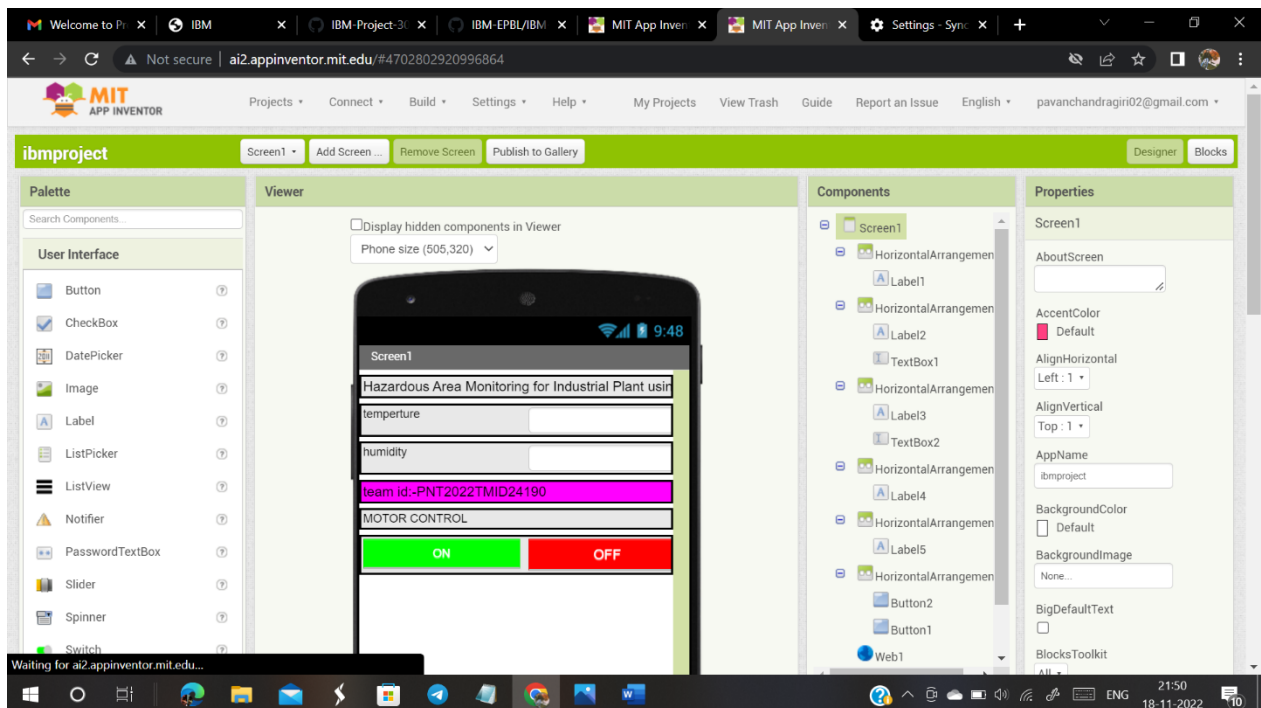 Welcome to Pr
IBM
IBM-Project-30
IBM-EPBL/IBM
MIT App Inven
MIT App Inven
Settings - Sync
Not secure | ai2.appinventor.mit.edu/#4702802920996864
MIT
APP INVENTOR
Projects
Connect
Build
Settings
Help
My Projects
View Trash
Guide
Report an Issue
English
pavanchandragiri02@gmail.com
ibmproject
Screen1
Add Screen ...
Remove Screen
Publish to Gallery
Designer
Blocks
Palette
Search Components...
User Interface
Button
CheckBox
DatePicker
Image
Label
ListPicker
ListView
Notifier
PasswordTextBox
Slider
Spinner
Switch
Viewer
Display hidden components in Viewer
Phone size (505,320)
9:48
Screen1
Hazardous Area Monitoring for Industrial Plant usin
temperture
humidity
team id:-PNT2022TMID24190
MOTOR CONTROL
ON OFF
Components
Screen1
HorizontalArrangemen
Label1
HorizontalArrangemen
Label2
TextBox1
HorizontalArrangemen
Label3
TextBox2
HorizontalArrangemen
Label4
HorizontalArrangemen
Label5
HorizontalArrangemen
Button2
Button1
Web1
Properties
Screen1
AboutScreen
AccentColor
Default
AlignHorizontal
Left : 1
AlignVertical
Top : 1
AppName
ibmproject
BackgroundColor
Default
BackgroundImage
None...
BigDefaultText
BlocksToolkit
All
Waiting for ai2.appinventor.mit.edu...
ENG
21:50
18-11-2022
10